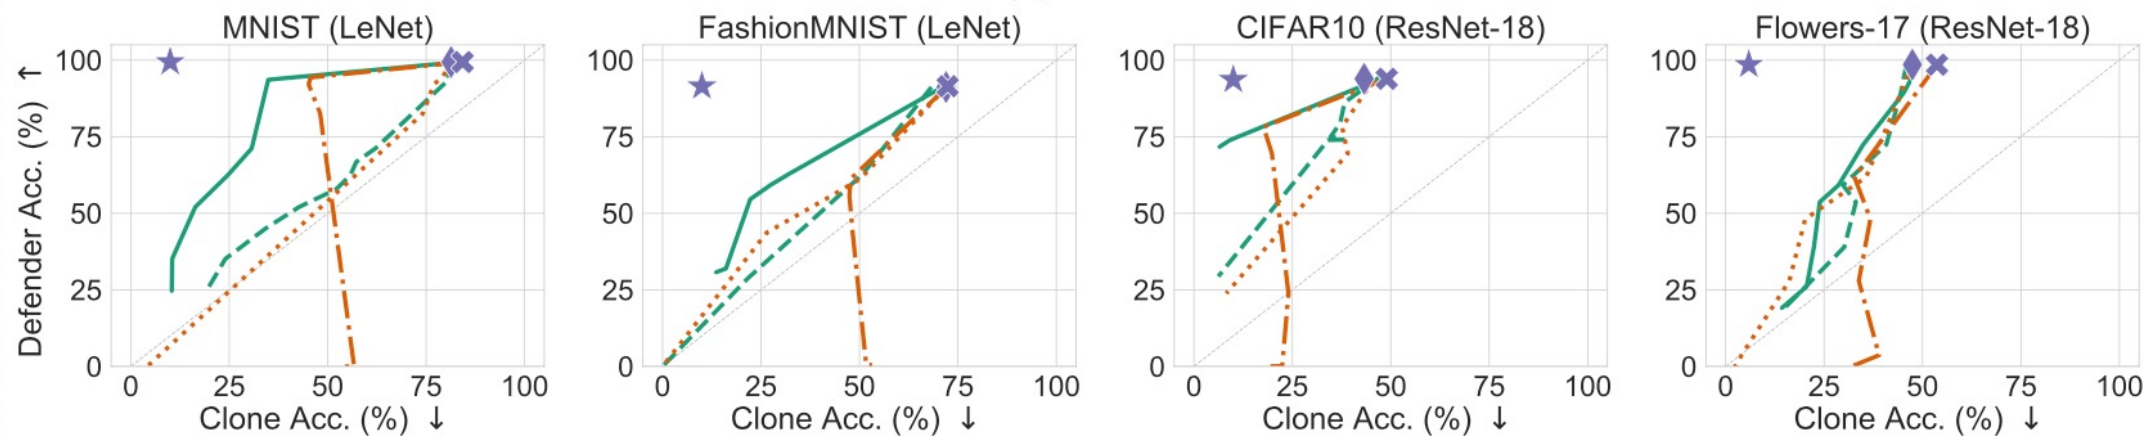 MNIST (LeNet)
FashionMNIST (LeNet)
CIFAR10 (ResNet-18)
Flowers-17 (ResNet-18)
Defender Acc. (%) ↑
100
75
50
25
0
0 25 50 75 100
Clone Acc. (%) ↓
100
75
50
25
0
0 25 50 75 100
Clone Acc. (%) ↓
100
75
50
25
0
0 25 50 75 100
Clone Acc. (%) ↓
100
75
50
25
0
0 25 50 75 100
Clone Acc. (%) ↓